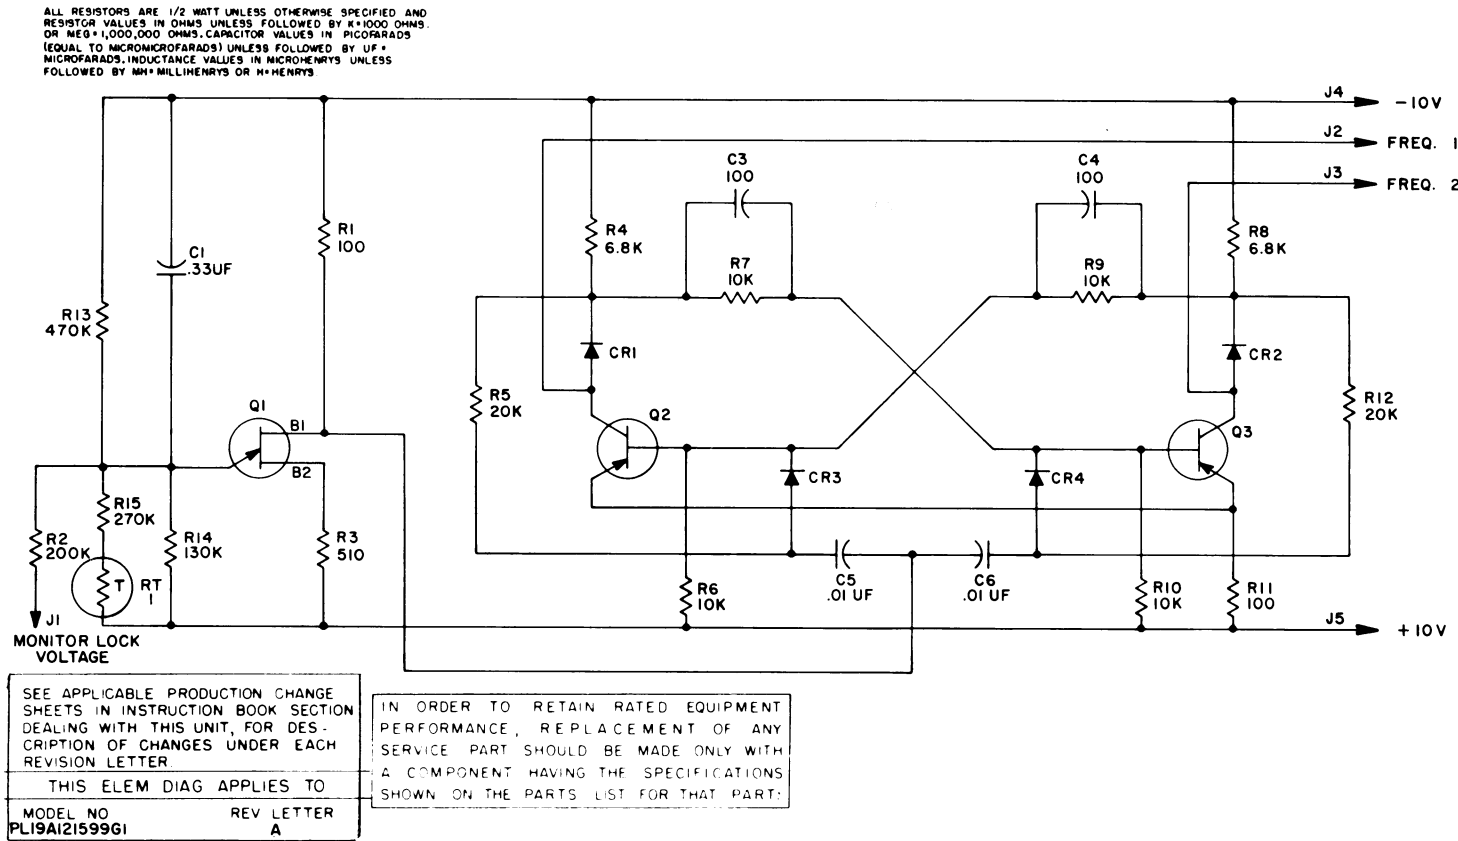 ALL RESISTORS ARE 1/2 WATT UNLESS OTHERWISE SPECIFIED AND
RESISTOR VALUES IN OHMS UNLESS FOLLOWED BY K=1000 OHMS.
OR MEG=1,000,000 OHMS. CAPACITOR VALUES IN PICOFARADS
(EQUAL TO MICROMICROFARADS) UNLESS FOLLOWED BY UF=
MICROFARADS. INDUCTANCE VALUES IN MICROHENRYS UNLESS
FOLLOWED BY MH=MILLIHENRYS OR H=HENRYS.
J4
-10V
J2
FREQ. 1
J3
FREQ. 2
C3
100
C4
100
R1
100
R4
6.8K
R8
6.8K
C1
.33UF
R7
10K
R9
10K
R13
470K
CR1
CR2
R5
20K
R12
20K
Q1
B1
B2
Q2
Q3
CR3
CR4
R15
270K
R2
200K
R14
130K
R3
510
T
RT
1
C5
.01 UF
C6
.01 UF
R6
10K
R10
10K
R11
100
J1
MONITOR LOCK
VOLTAGE
J5
+10V
SEE APPLICABLE PRODUCTION CHANGE
SHEETS IN INSTRUCTION BOOK SECTION
DEALING WITH THIS UNIT, FOR DES-
CRIPTION OF CHANGES UNDER EACH
REVISION LETTER.
THIS ELEM DIAG APPLIES TO
MODEL NO
REV LETTER
PL19A121599G1
A
IN ORDER TO RETAIN RATED EQUIPMENT
PERFORMANCE, REPLACEMENT OF ANY
SERVICE PART SHOULD BE MADE ONLY WITH
A COMPONENT HAVING THE SPECIFICATIONS
SHOWN ON THE PARTS LIST FOR THAT PART: